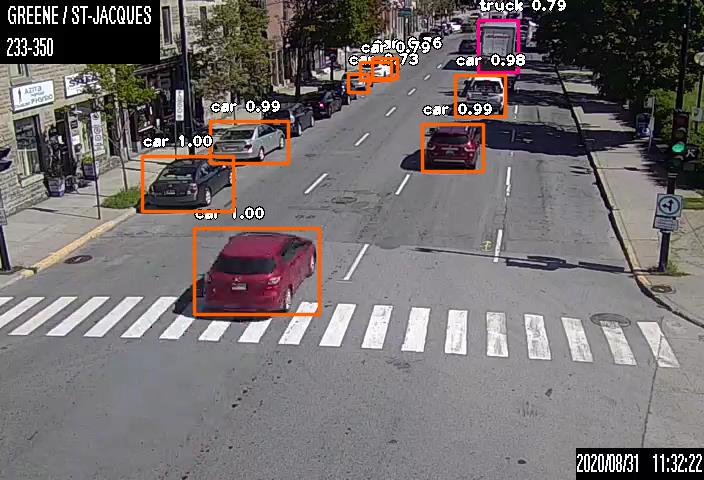 GREENE / ST-JACQUES
233-350
truck 0.79
car 0.98
car 0.99
car 0.99
car 1.00
car 1.00
AZITA
2020/08/31 11:32:22